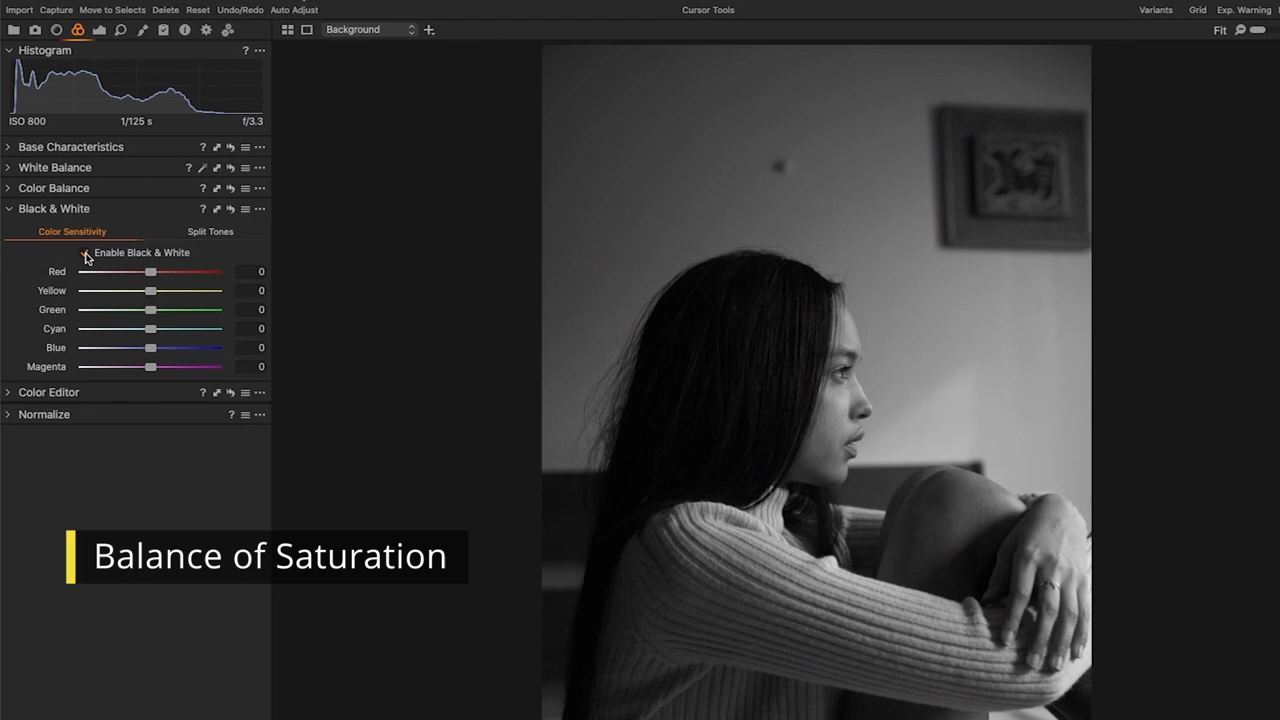 Import Capture Move to Selects Delete Reset Undo/Redo Auto Adjust Cursor Tools Variants Grid Exp. Warning
Background Fit
Histogram ?
ISO 800 1/125 s f/3.3
Base Characteristics ?
White Balance ?
Color Balance ?
Black & White ?
Color Sensitivity Split Tones
Enable Black & White
Red 0
Yellow 0
Green 0
Cyan 0
Blue 0
Magenta 0
Color Editor ?
Normalize ?
Balance of Saturation